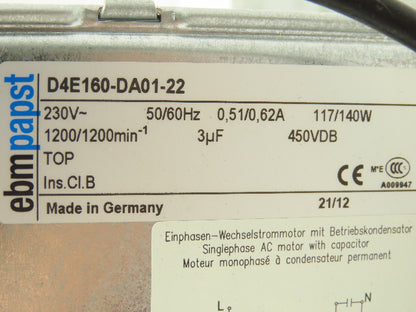 ebmpapst
D4E160-DA01-22
230V~ 50/60Hz 0,51/0,62A 117/140W
1200/1200min-1 3µF 450VDB
TOP
Ins.Cl.B
CE M"E CCC
A009947
Made in Germany 21/12
Einphasen-Wechselstrommotor mit Betriebskondensator
Singlephase AC motor with capacitor
Moteur monophasé à condensateur permanent
L N